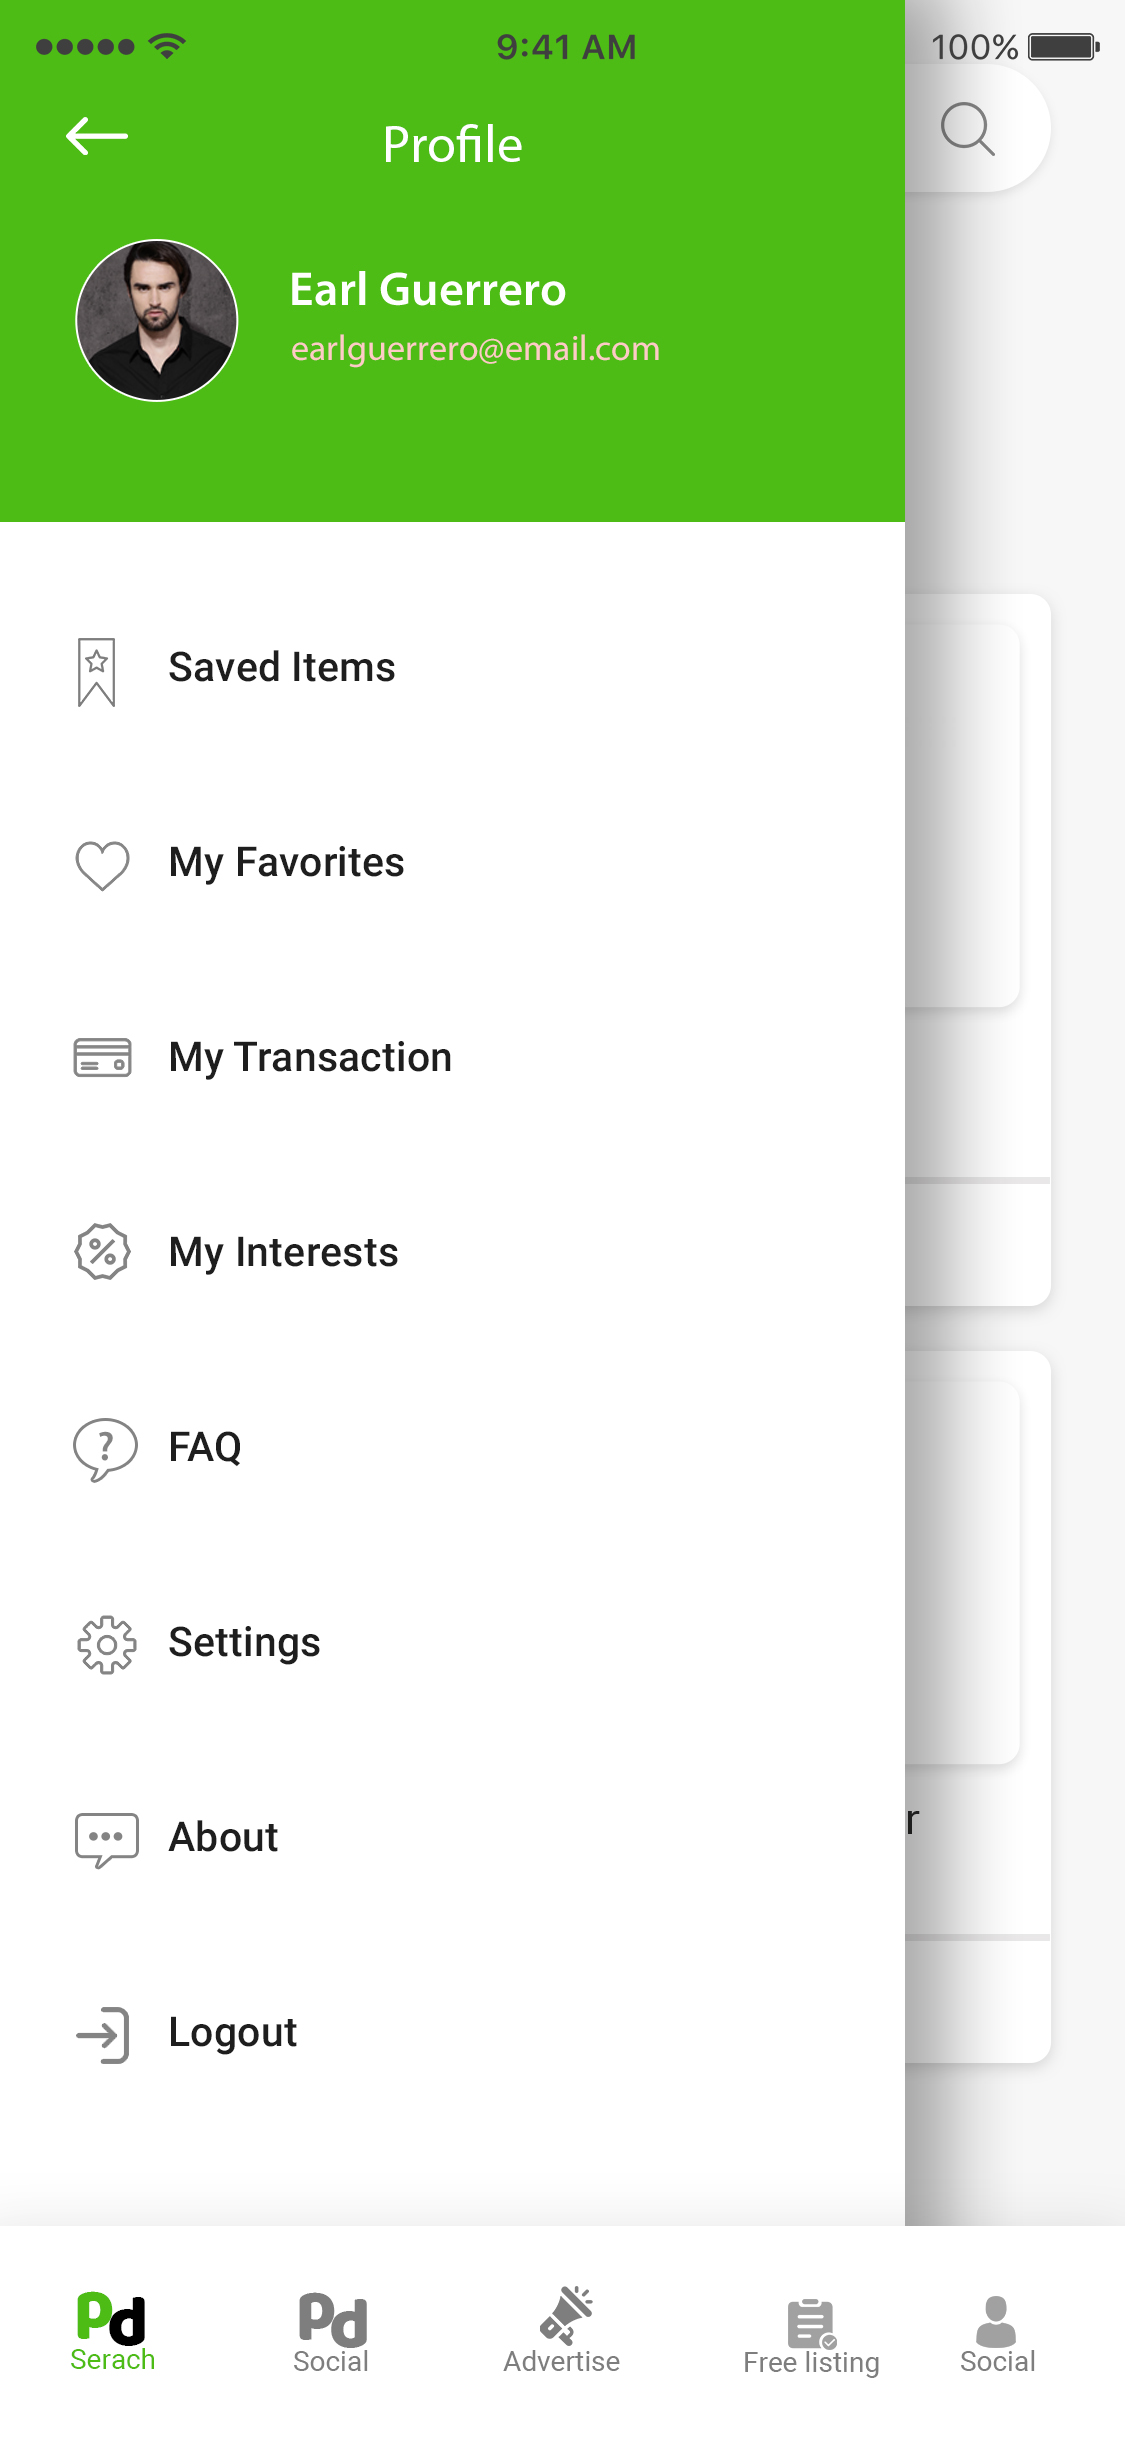 9:41 AM
100%
Profile
Earl Guerrero
earlguerrero@email.com
Saved Items
My Favorites
My Transaction
My Interests
FAQ
?
Settings
About
r
Logout
Pd
Serach
Pd
Social
Advertise
Free listing
Social